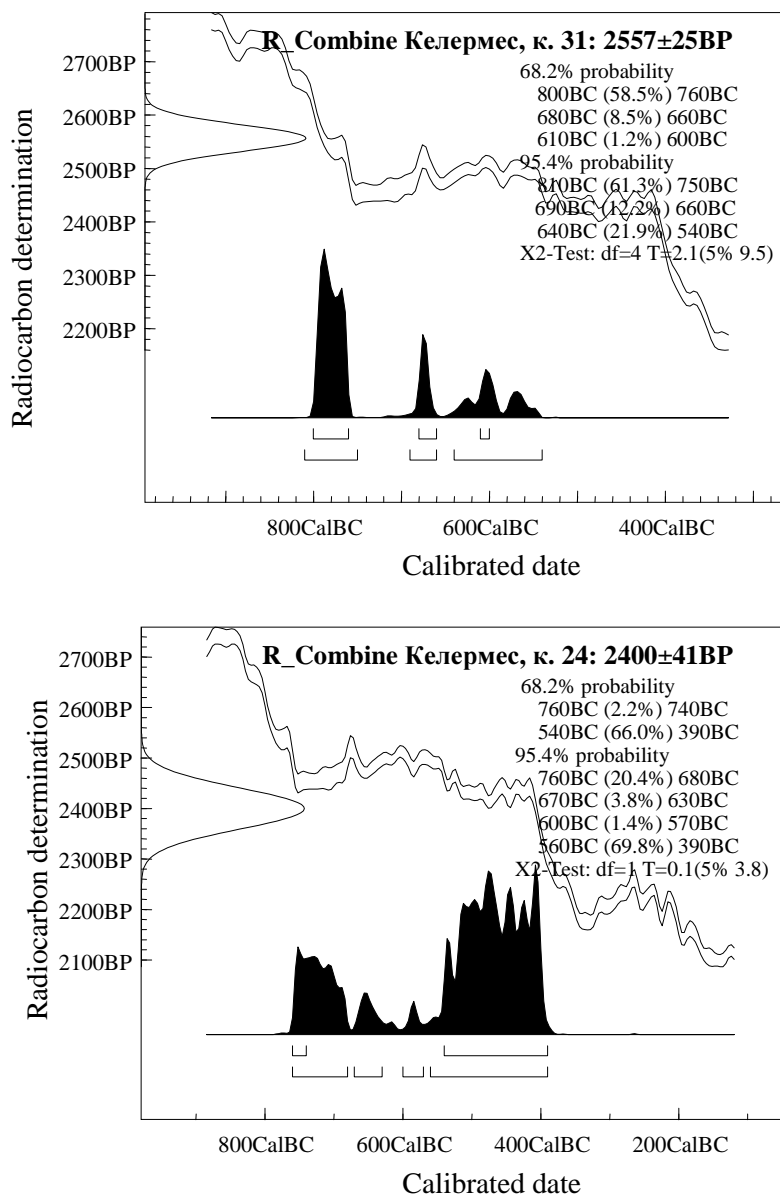 R_Combine Келермес, к. 31: 2557±25BP
68.2% probability
800BC (58.5%) 760BC
680BC (8.5%) 660BC
610BC (1.2%) 600BC
95.4% probability
810BC (61.3%) 750BC
690BC (12.2%) 660BC
640BC (21.9%) 540BC
X2-Test: df=4 T=2.1(5% 9.5)
Radiocarbon determination
2700BP
2600BP
2500BP
2400BP
2300BP
2200BP
800CalBC 600CalBC 400CalBC
Calibrated date
R_Combine Келермес, к. 24: 2400±41BP
68.2% probability
760BC (2.2%) 740BC
540BC (66.0%) 390BC
95.4% probability
760BC (20.4%) 680BC
670BC (3.8%) 630BC
600BC (1.4%) 570BC
560BC (69.8%) 390BC
X2-Test: df=1 T=0.1(5% 3.8)
Radiocarbon determination
2700BP
2600BP
2500BP
2400BP
2300BP
2200BP
2100BP
800CalBC 600CalBC 400CalBC 200CalBC
Calibrated date